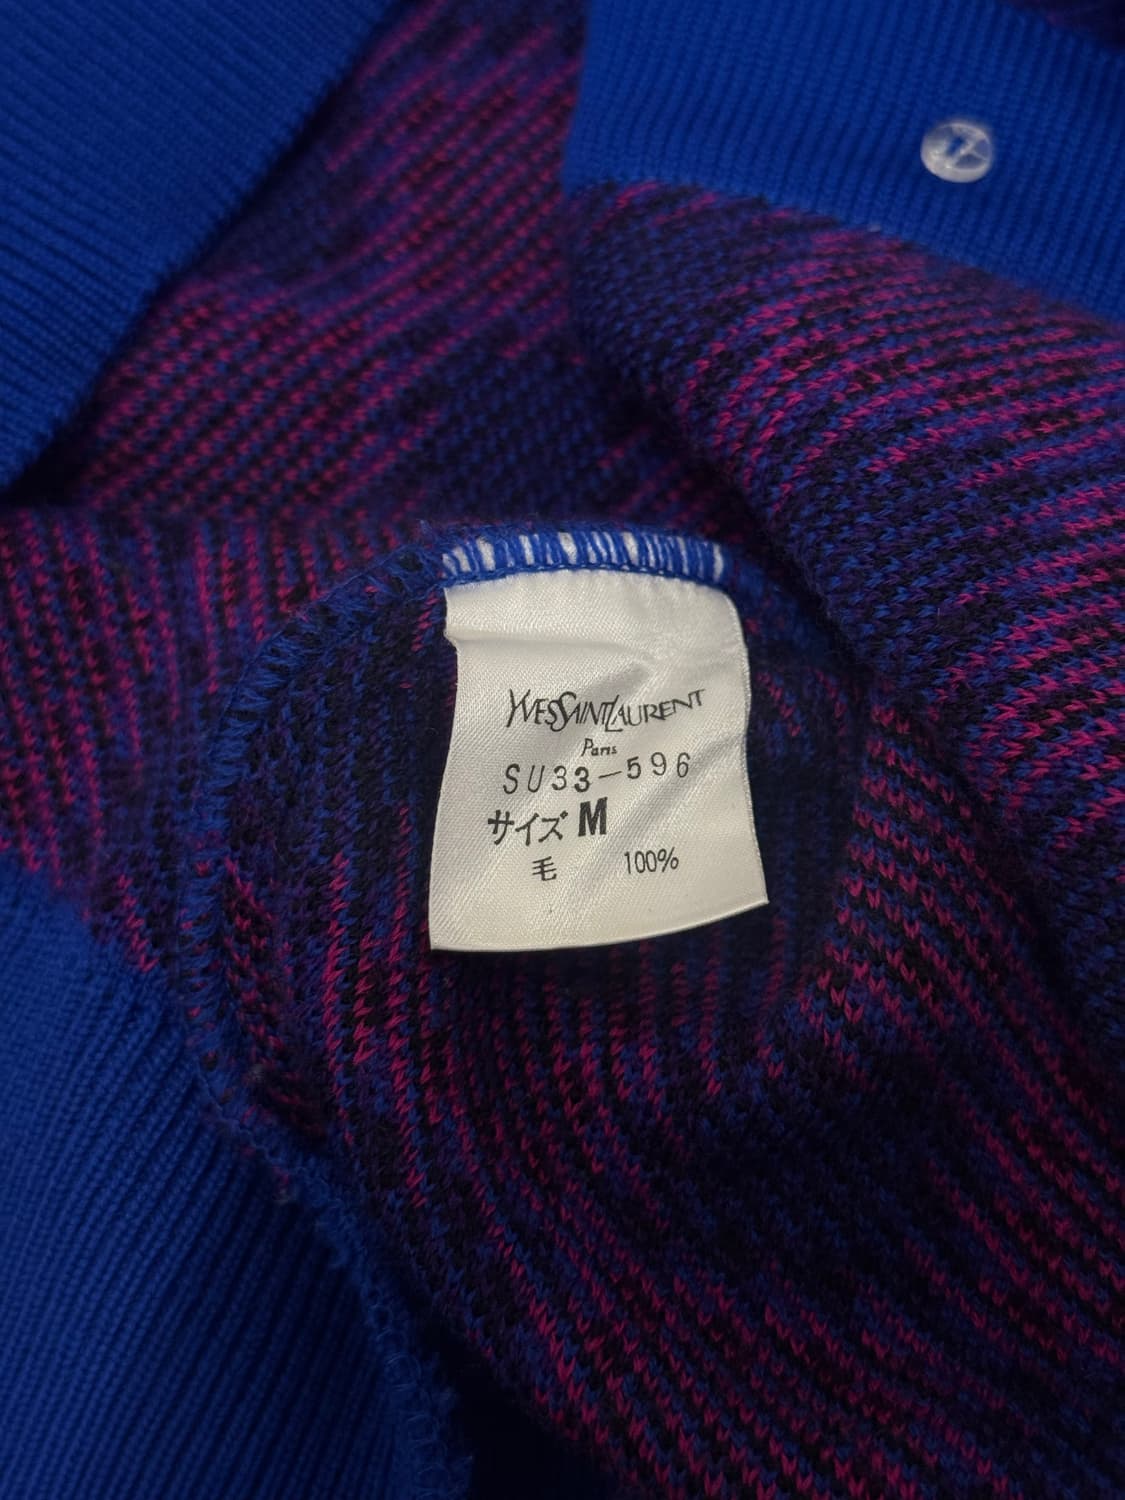 YVES SAINT LAURENT
Paris
SU33-596
サイズ M
毛 100%